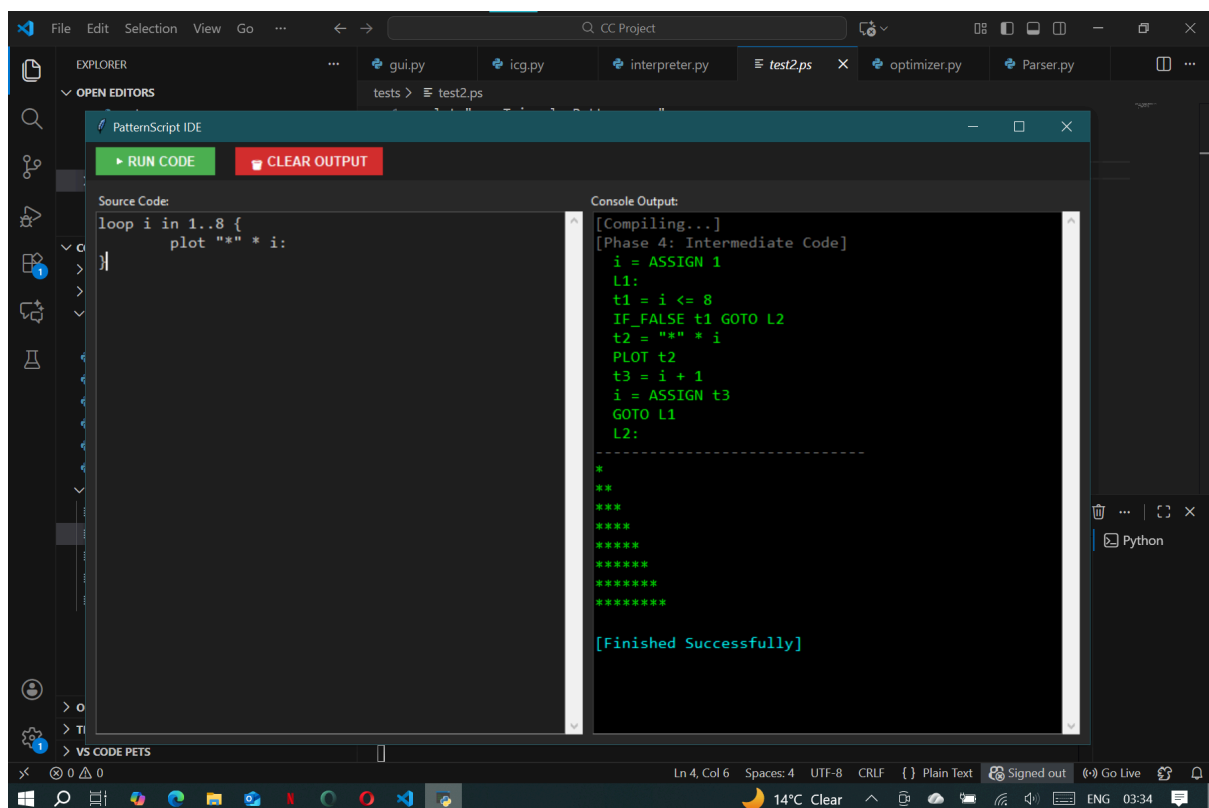 File Edit Selection View Go ··· ← → CC Project
EXPLORER ··· gui.py icg.py interpreter.py test2.ps × optimizer.py Parser.py ···
OPEN EDITORS tests > test2.ps
PatternScript IDE
RUN CODE CLEAR OUTPUT
Source Code:
loop i in 1..8 {
plot "*" * i:
}
Console Output:
[Compiling...]
[Phase 4: Intermediate Code]
i = ASSIGN 1
L1:
t1 = i <= 8
IF_FALSE t1 GOTO L2
t2 = "*" * i
PLOT t2
t3 = i + 1
i = ASSIGN t3
GOTO L1
L2:
------------------------------
*
**
***
****
*****
******
*******
********
[Finished Successfully]
Python
VS CODE PETS
0 0 Ln 4, Col 6 Spaces: 4 UTF-8 CRLF { } Plain Text Signed out Go Live
14°C Clear ENG 03:34